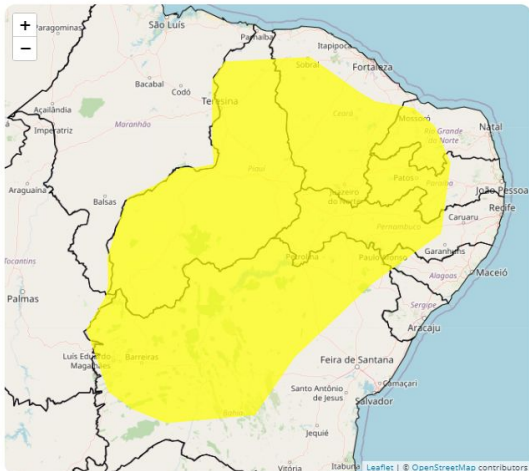 +
−
Paragominas
São Luís
Parnaíba
Itapipoca
Sobral
Fortaleza
Bacabal
Codó
Teresina
Açailândia
Imperatriz
Maranhão
Ceará
Mossoró
Rio Grande
do Norte
Natal
Araguaína
Balsas
Piauí
Juazeiro
do Norte
Patos
Paraíba
João Pessoa
Recife
Caruaru
Pernambuco
Garanhuns
Tocantins
Palmas
Petrolina
Paulo Afonso
Alagoas
Maceió
Sergipe
Aracaju
Luís Eduardo
Magalhães
Barreiras
Feira de Santana
Santo Antônio
de Jesus
Camaçari
Salvador
Bahia
Jequié
Vitória
Itabuna
Leaflet | © OpenStreetMap contributors